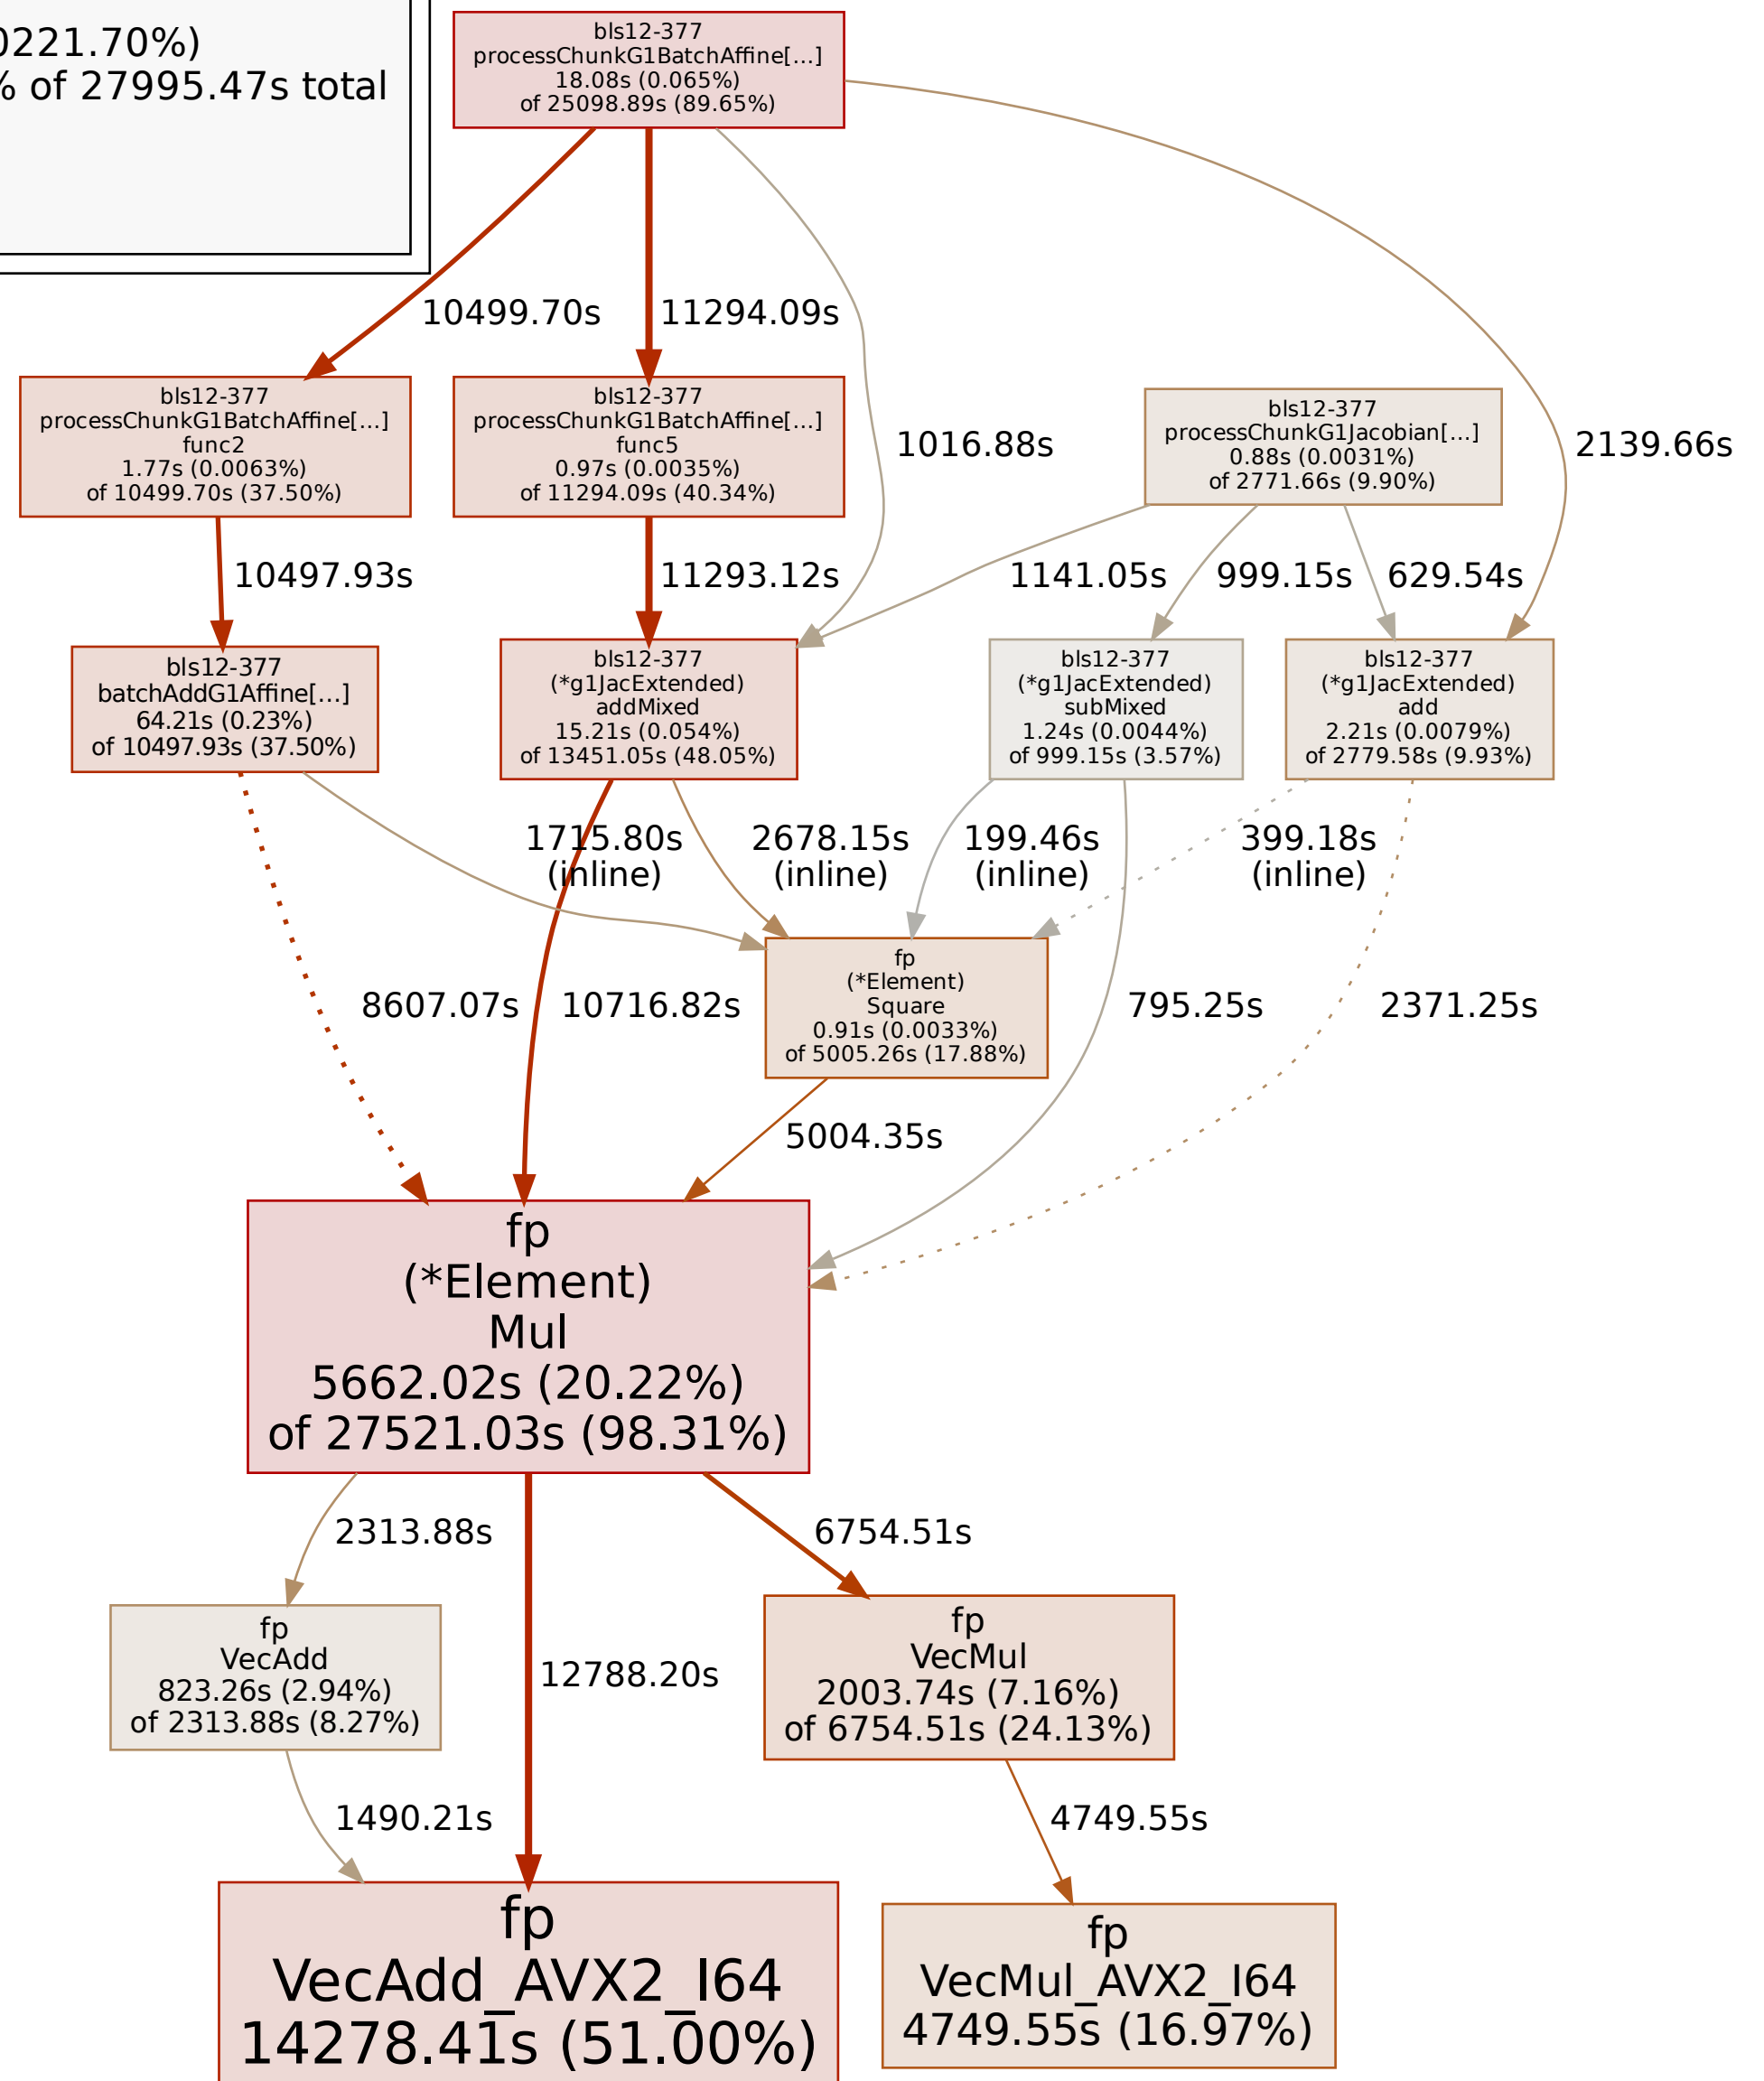 0221.70%)
% of 27995.47s total
bls12-377
processChunkG1BatchAffine[...]
18.08s (0.065%)
of 25098.89s (89.65%)
10499.70s
11294.09s
1016.88s
2139.66s
bls12-377
processChunkG1BatchAffine[...]
func2
1.77s (0.0063%)
of 10499.70s (37.50%)
bls12-377
processChunkG1BatchAffine[...]
func5
0.97s (0.0035%)
of 11294.09s (40.34%)
bls12-377
processChunkG1Jacobian[...]
0.88s (0.0031%)
of 2771.66s (9.90%)
10497.93s
11293.12s
1141.05s
999.15s
629.54s
bls12-377
batchAddG1Affine[...]
64.21s (0.23%)
of 10497.93s (37.50%)
bls12-377
(*g1JacExtended)
addMixed
15.21s (0.054%)
of 13451.05s (48.05%)
bls12-377
(*g1JacExtended)
subMixed
1.24s (0.0044%)
of 999.15s (3.57%)
bls12-377
(*g1JacExtended)
add
2.21s (0.0079%)
of 2779.58s (9.93%)
1715.80s
(inline)
2678.15s
(inline)
199.46s
(inline)
399.18s
(inline)
8607.07s
10716.82s
fp
(*Element)
Square
0.91s (0.0033%)
of 5005.26s (17.88%)
795.25s
2371.25s
5004.35s
fp
(*Element)
Mul
5662.02s (20.22%)
of 27521.03s (98.31%)
2313.88s
12788.20s
6754.51s
fp
VecAdd
823.26s (2.94%)
of 2313.88s (8.27%)
fp
VecMul
2003.74s (7.16%)
of 6754.51s (24.13%)
1490.21s
4749.55s
fp
VecAdd_AVX2_I64
14278.41s (51.00%)
fp
VecMul_AVX2_I64
4749.55s (16.97%)